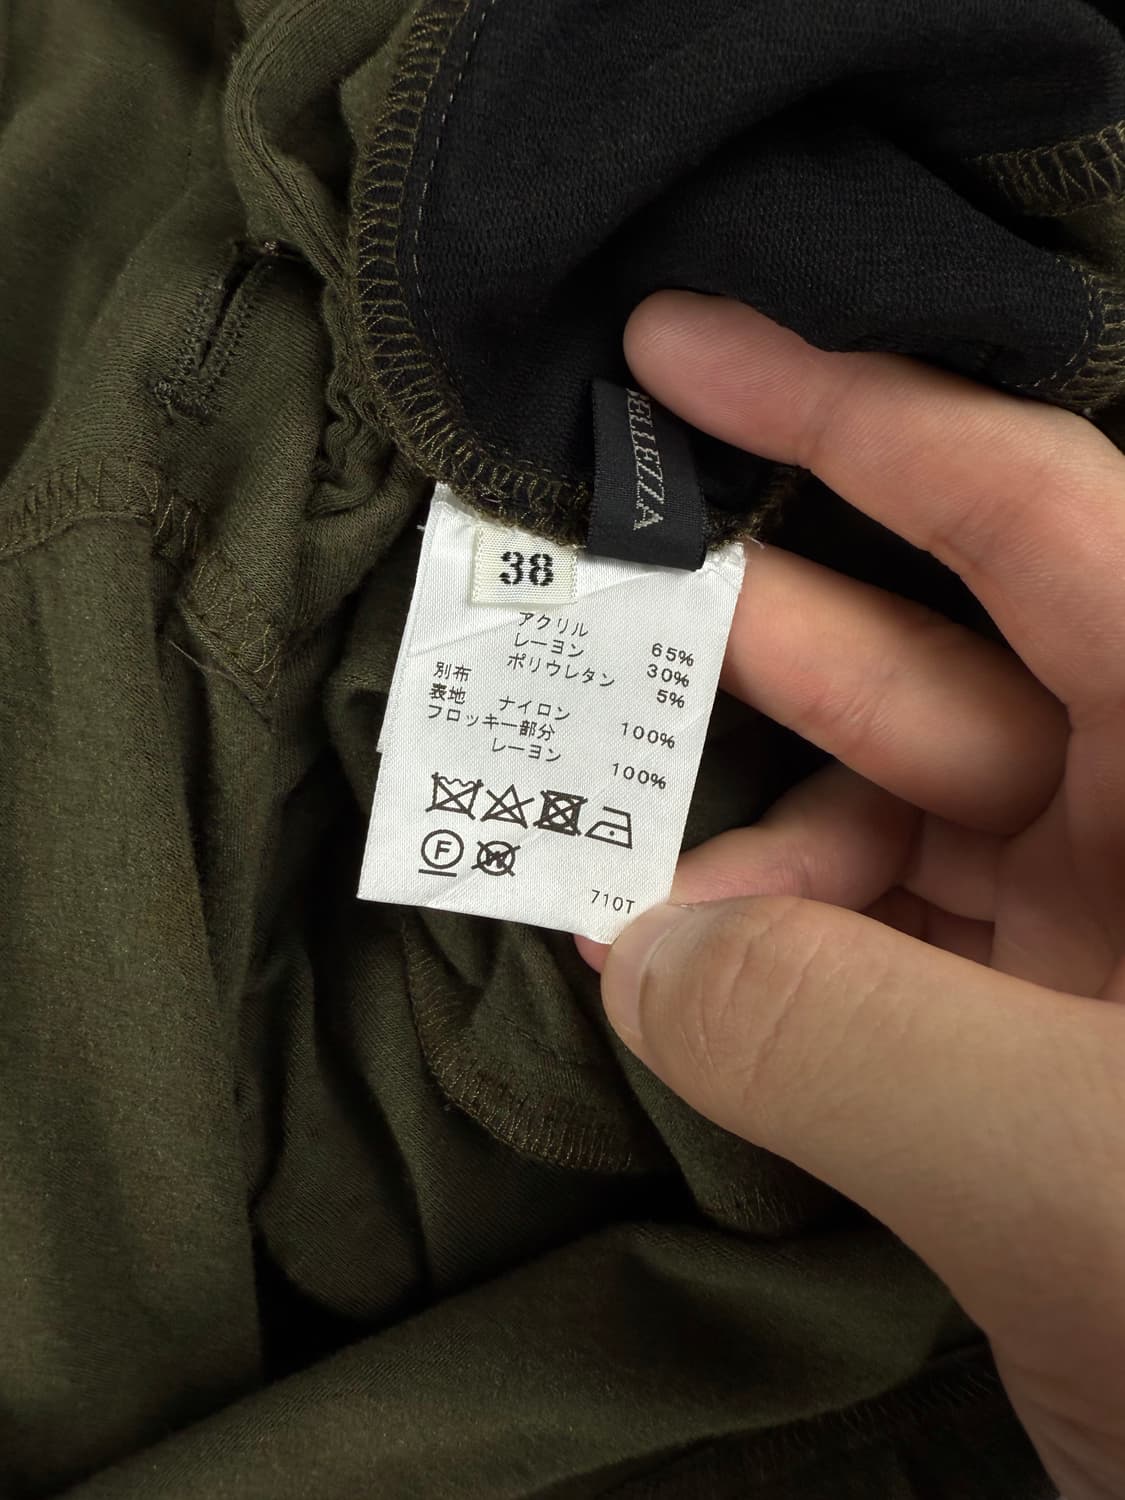 BELLEZZA
38
アクリル 65%
レーヨン 30%
ポリウレタン 5%
別布
表地 ナイロン 100%
フロッキー部分
レーヨン 100%
F W
710T